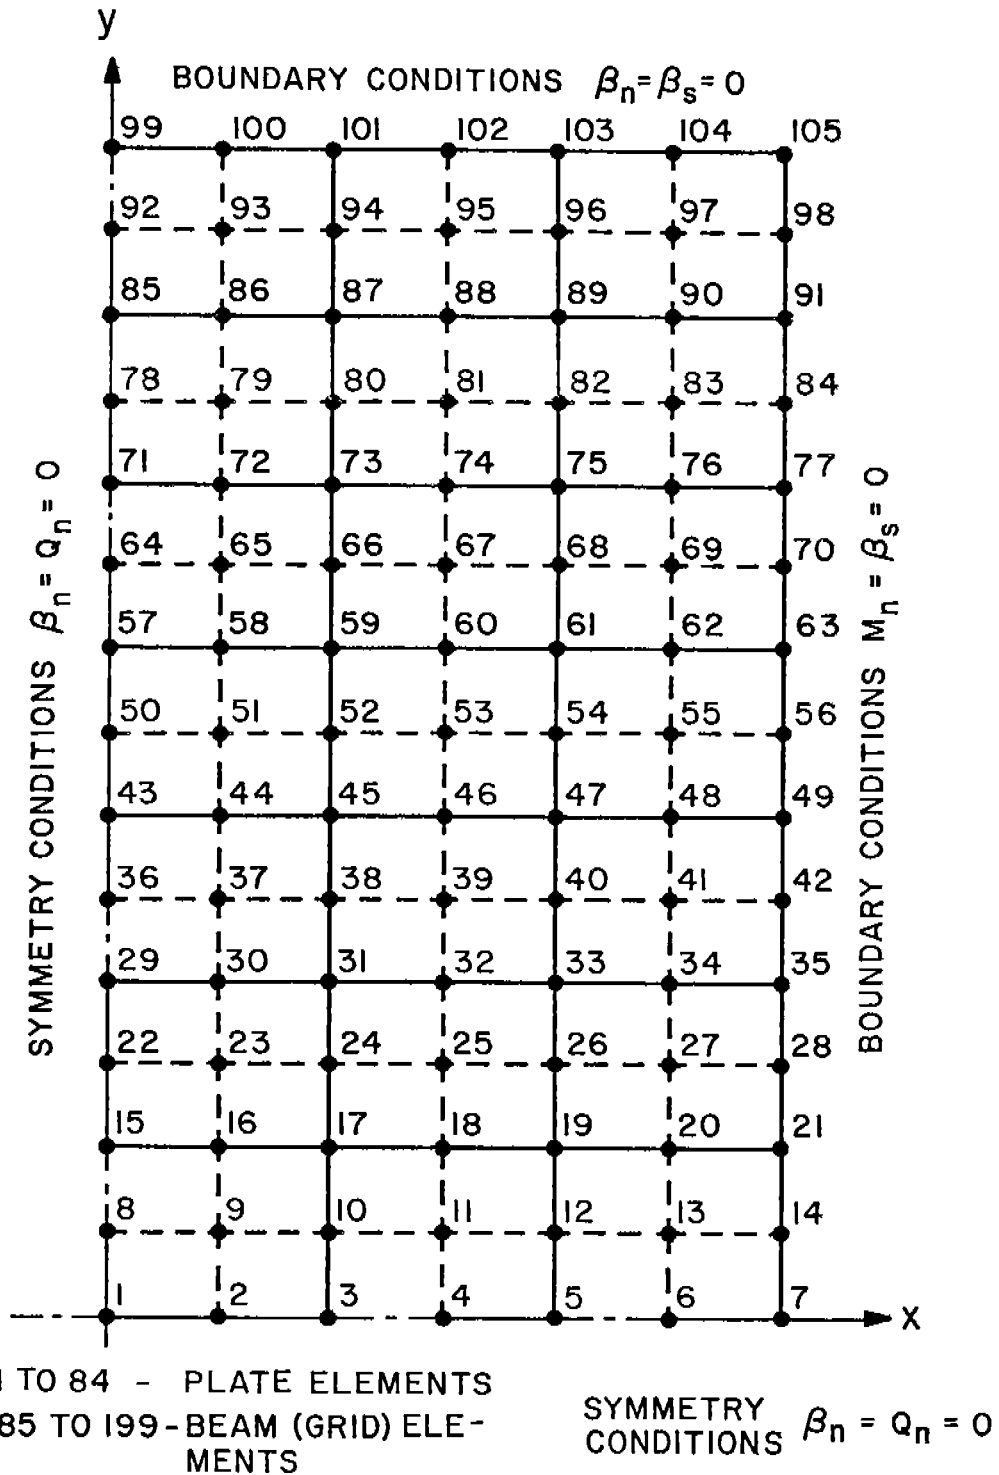 y
BOUNDARY CONDITIONS βn = βs = 0
99 100 101 102 103 104 105
92 93 94 95 96 97 98
85 86 87 88 89 90 91
78 79 80 81 82 83 84
71 72 73 74 75 76 77
64 65 66 67 68 69 70
57 58 59 60 61 62 63
50 51 52 53 54 55 56
43 44 45 46 47 48 49
36 37 38 39 40 41 42
29 30 31 32 33 34 35
22 23 24 25 26 27 28
15 16 17 18 19 20 21
8 9 10 11 12 13 14
1 2 3 4 5 6 7
x
SYMMETRY CONDITIONS βn = Qn = 0
BOUNDARY CONDITIONS Mn = βs = 0
1 TO 84 - PLATE ELEMENTS
85 TO 199 - BEAM (GRID) ELE-
MENTS
SYMMETRY
CONDITIONS βn = Qn = 0